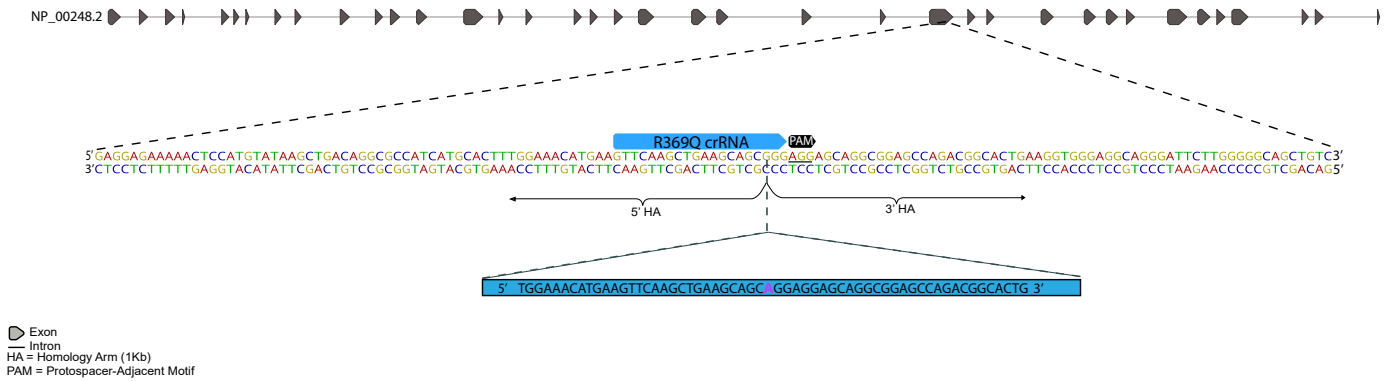 NP_00248.2
R369Q crRNA
PAM
5'GAGGAGAAAAACTCCATGTATAAGCTGACAGGCGCCATCATGCACTTTGGAAACATGAAGTTCAAGCTGAAGCAGCGGGAGGAGCAGGCGGAGCCAGACGGCACTGAAGGTGGGAGGCAGGGATTCTTGGGGGCAGCTGTC3'
3'CTCCTCTTTTTGAGGTACATATTCGACTGTCCGCGGTAGTACGTGAAACCTTTGTACTTCAAGTTCGACTTCGTCGCCCTCCTCGTCCGCCTCGGTCTGCCGTGACTTCCACCCTCCGTCCCTAAGAACCCCCGTCGACAG5'
5' HA
3' HA
5' TGGAAACATGAAGTTCAAGCTGAAGCAGCAGGAGGAGCAGGCGGAGCCAGACGGCACTG 3'
Exon
Intron
HA = Homology Arm (1Kb)
PAM = Protospacer-Adjacent Motif